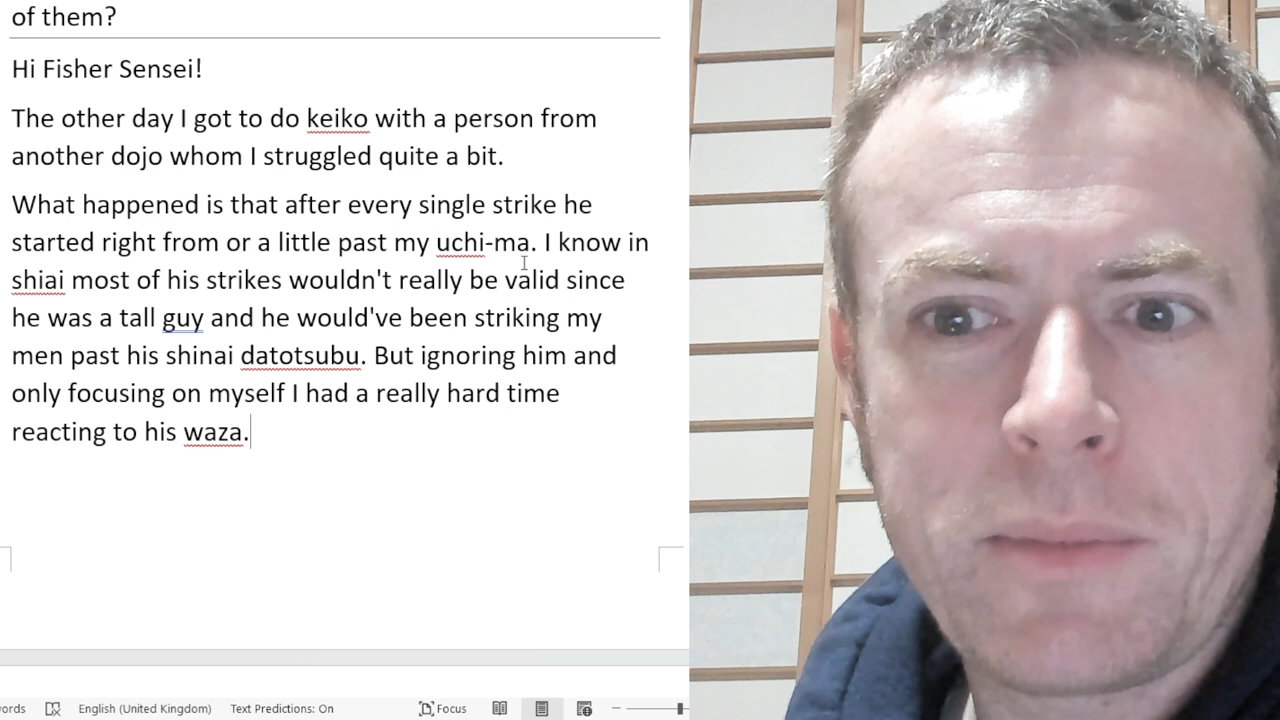 of them?
Hi Fisher Sensei!
The other day I got to do keiko with a person from
another dojo whom I struggled quite a bit.
What happened is that after every single strike he
started right from or a little past my uchi-ma. I know in
shiai most of his strikes wouldn't really be valid since
he was a tall guy and he would've been striking my
men past his shinai datotsubu. But ignoring him and
only focusing on myself I had a really hard time
reacting to his waza.
ords English (United Kingdom) Text Predictions: On Focus